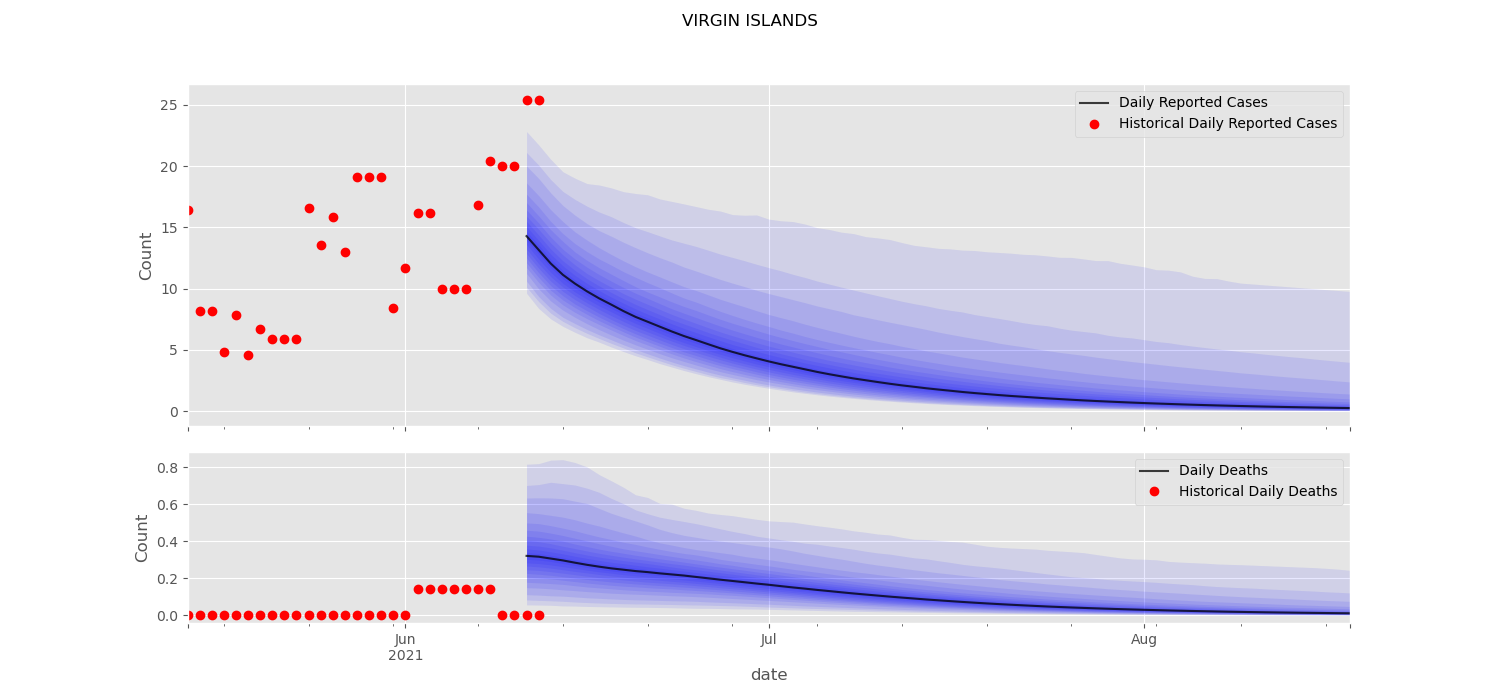 VIRGIN ISLANDS
25
20
15
10
5
0
Count
Daily Reported Cases
Historical Daily Reported Cases
0.8
0.6
0.4
0.2
0.0
Count
Daily Deaths
Historical Daily Deaths
Jun
2021
Jul
Aug
date